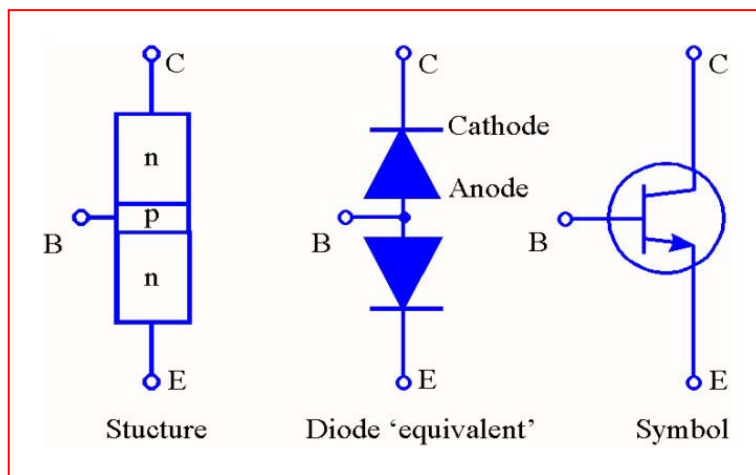 C
n
p
B
n
E
Stucture
C
Cathode
Anode
B
E
Diode ‘equivalent’
C
B
E
Symbol